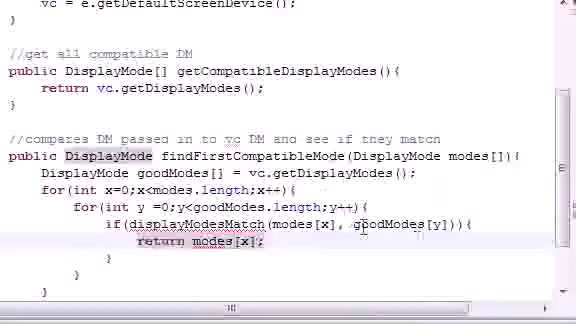 vc = e.getDefaultScreenDevice();
}
//get all compatible DM
public DisplayMode[] getCompatibleDisplayModes(){
return vc.getDisplayModes();
}
//compares DM passed in to vc DM and see if they match
public DisplayMode findFirstCompatibleMode(DisplayMode modes[]){
DisplayMode goodModes[] = vc.getDisplayModes();
for(int x=0;x<modes.length;x++){
for(int y =0;y<goodModes.length;y++){
if(displayModesMatch(modes[x], goodModes[y])){
return modes[x];
}
}
}